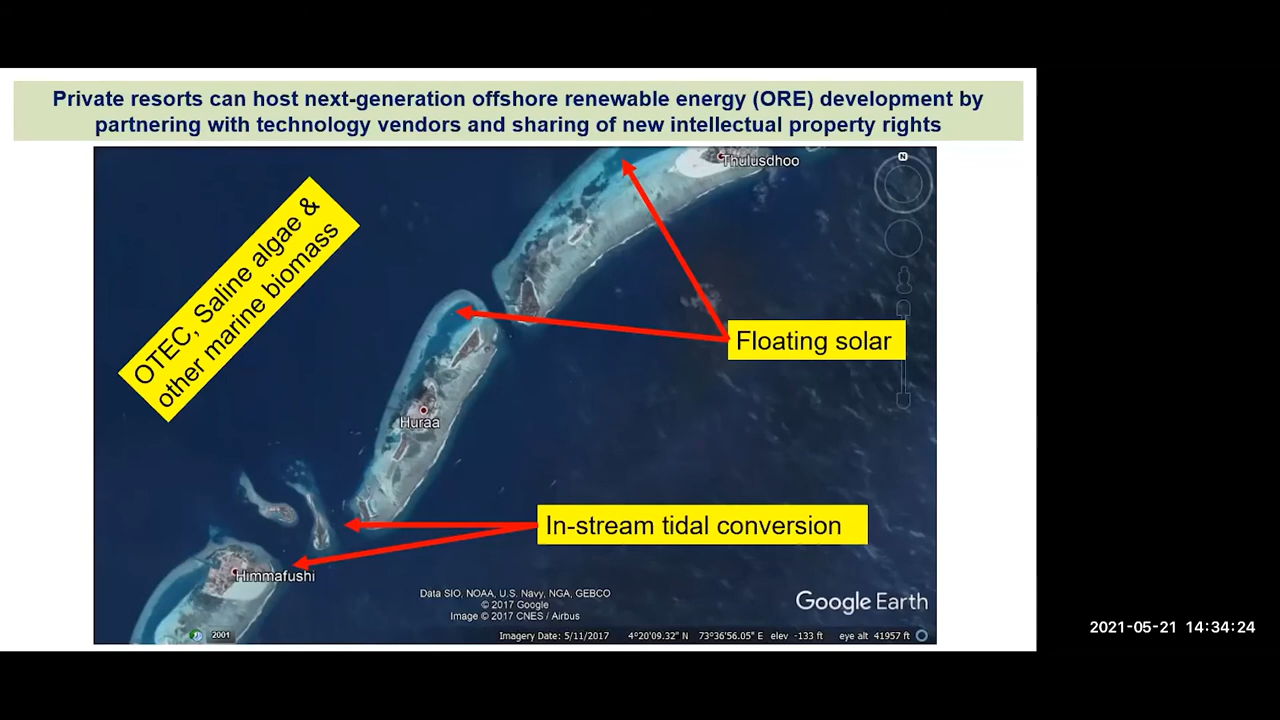 Private resorts can host next-generation offshore renewable energy (ORE) development by
partnering with technology vendors and sharing of new intellectual property rights
N
Thulusdhoo
OTEC, Saline algae &
other marine biomass
Floating solar
Huraa
In-stream tidal conversion
Himmafushi
Data SIO, NOAA, U.S. Navy, NGA, GEBCO
© 2017 Google
Image © 2017 CNES / Airbus
Google Earth
2001
Imagery Date: 5/11/2017 4°20'09.32" N 73°36'56.05" E elev -133 ft eye alt 41957 ft
2021-05-21 14:34:24